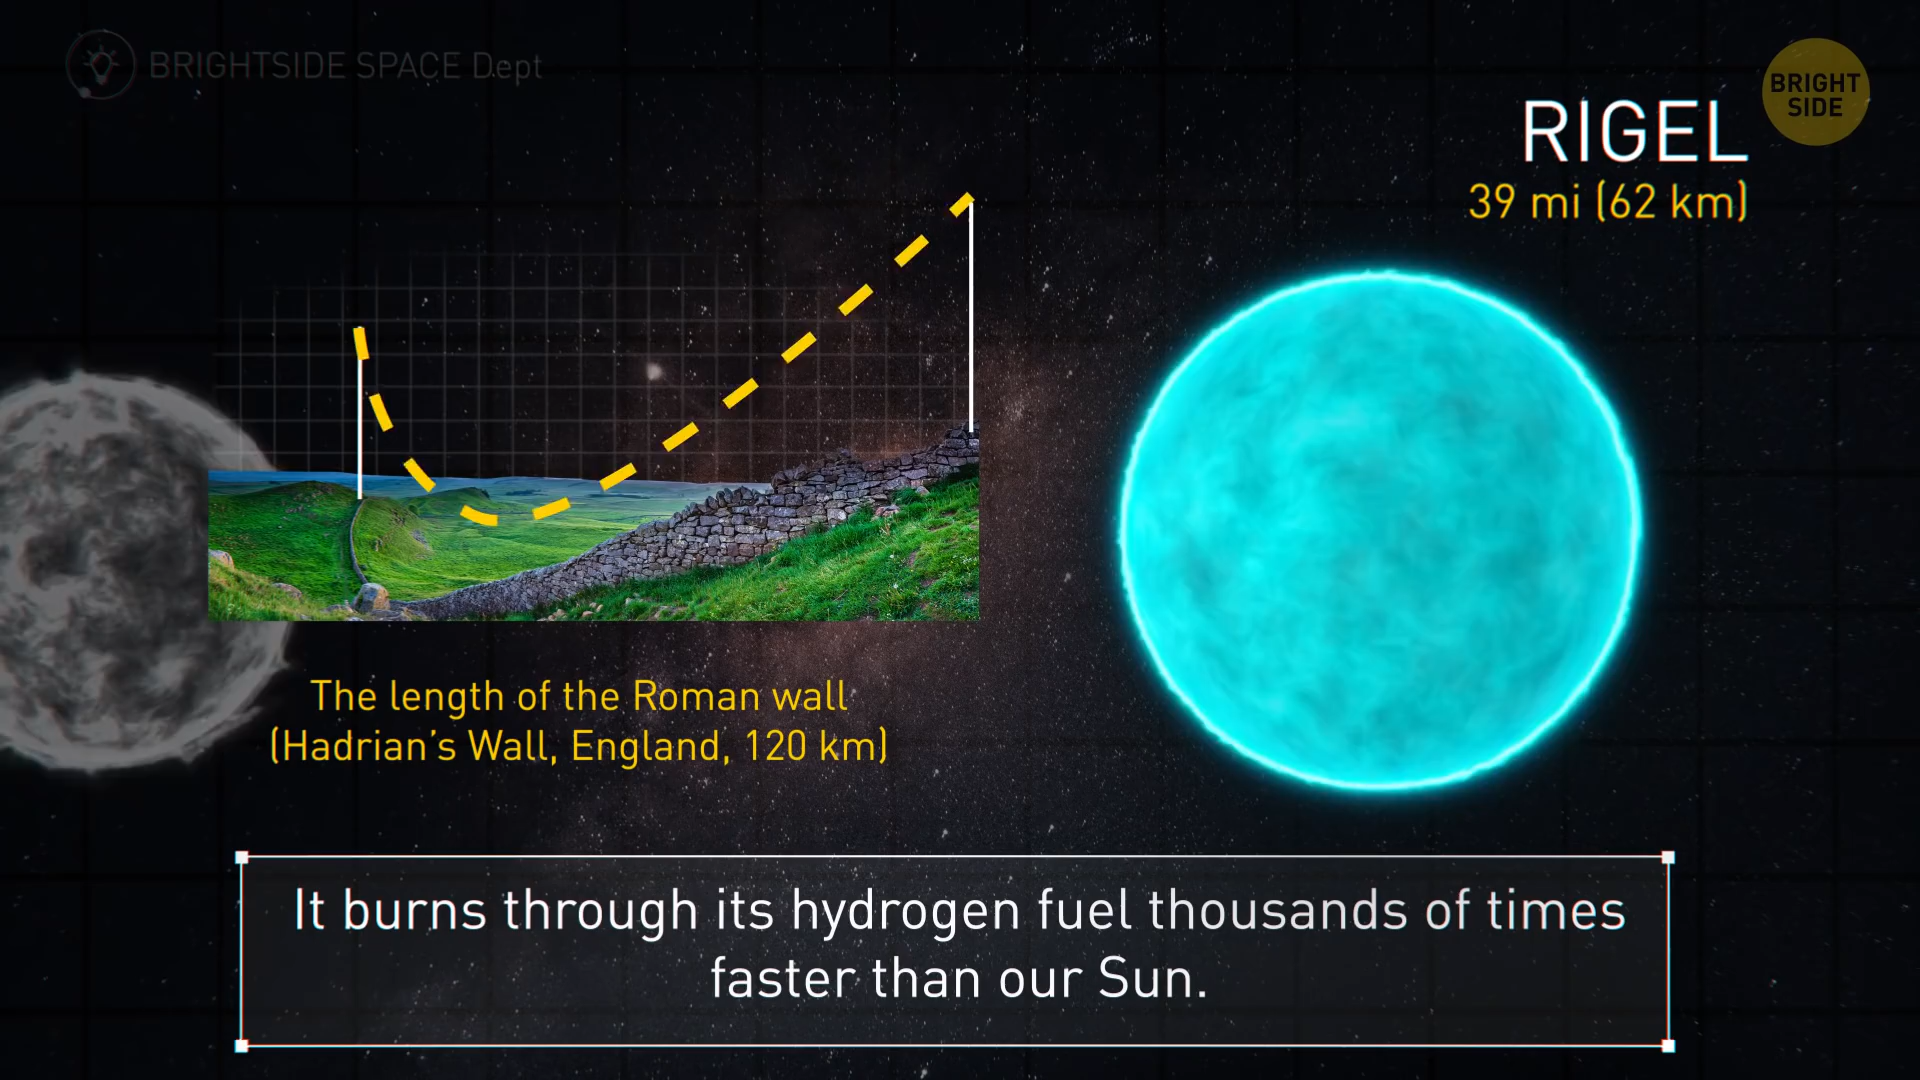 BRIGHTSIDE SPACE Dept
BRIGHT
SIDE
RIGEL
39 mi (62 km)
The length of the Roman wall
(Hadrian’s Wall, England, 120 km)
It burns through its hydrogen fuel thousands of times
faster than our Sun.